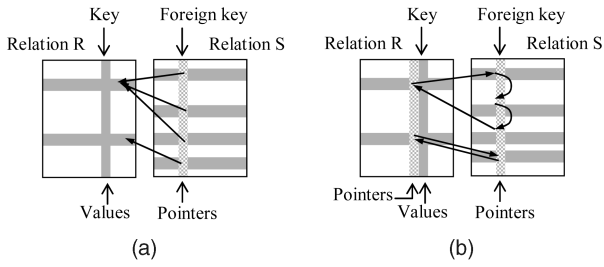 Key Foreign key
Relation R Relation S
Values Pointers
(a)
Key Foreign key
Relation R Relation S
Pointers Values Pointers
(b)